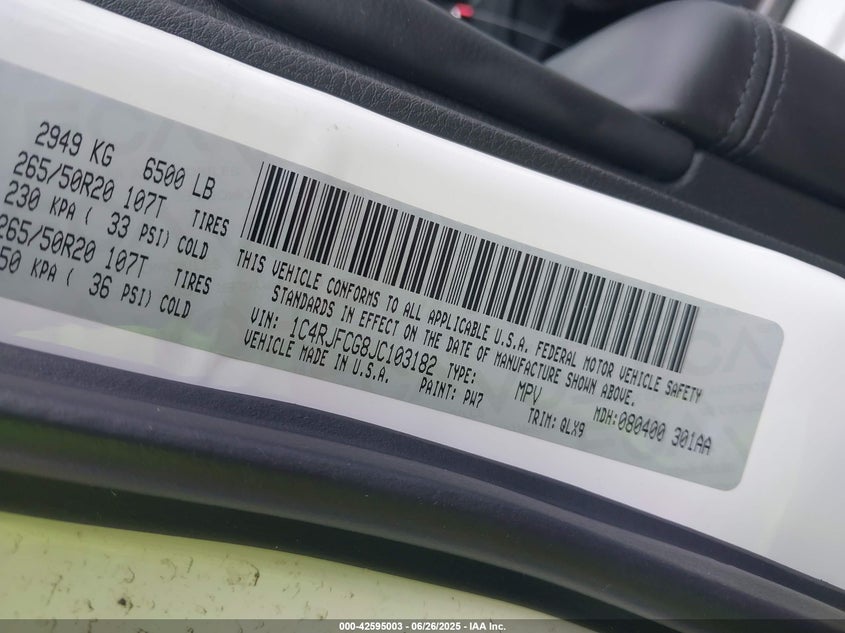 2949 KG 6500 LB
265/50R20 107T TIRES
230 KPA ( 33 PSI) COLD
265/50R20 107T TIRES
50 KPA ( 36 PSI) COLD
THIS VEHICLE CONFORMS TO ALL APPLICABLE U.S.A. FEDERAL MOTOR VEHICLE SAFETY
STANDARDS IN EFFECT ON THE DATE OF MANUFACTURE SHOWN ABOVE.
VIN: 1C4RJFCG8JC103182 TYPE: MPV MDH:080400 301AA
VEHICLE MADE IN U.S.A. PAINT: PW7 TRIM: QLX9
000-42595003 - 06/26/2025 - IAA Inc.